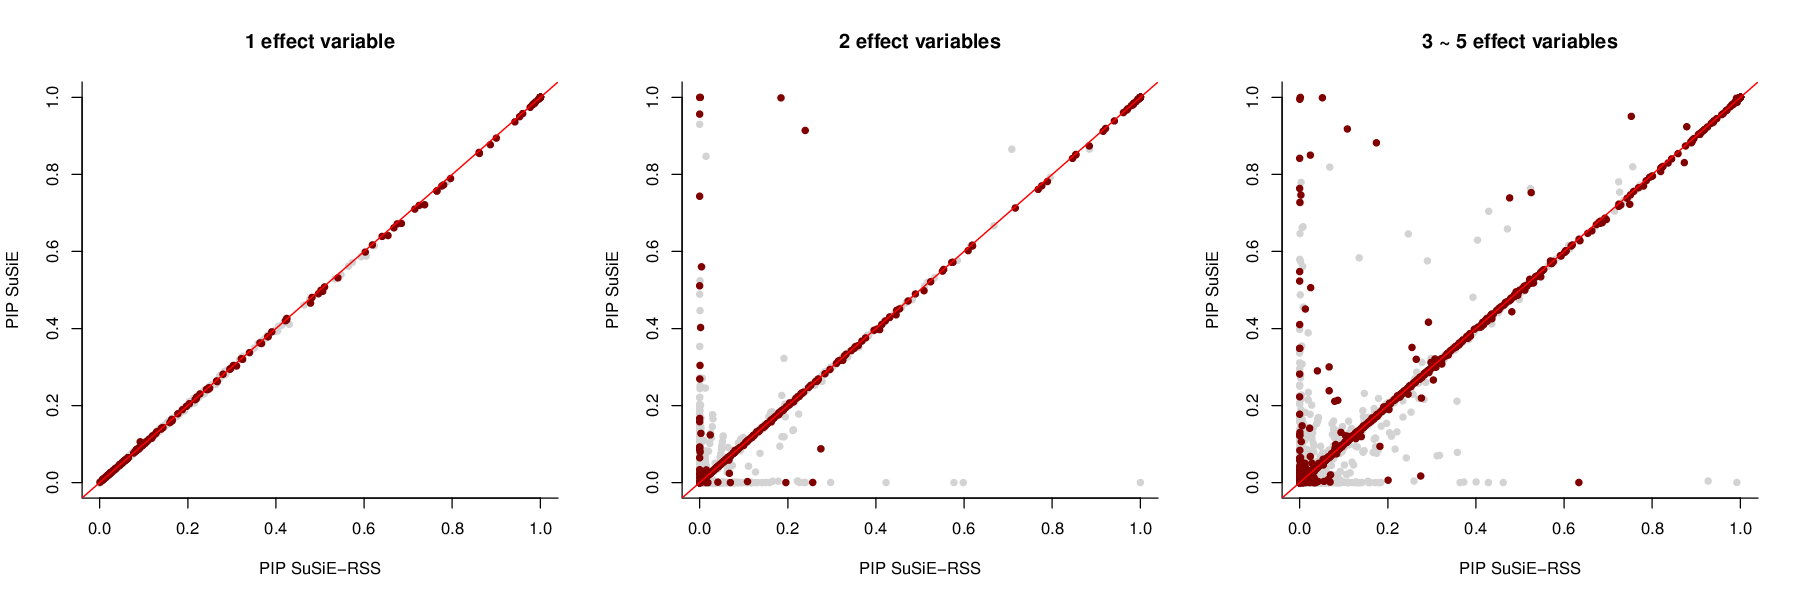 1 effect variable
2 effect variables
3 ~ 5 effect variables
PIP SuSiE
1.0
0.8
0.6
0.4
0.2
0.0
0.0 0.2 0.4 0.6 0.8 1.0
PIP SuSiE−RSS
PIP SuSiE
1.0
0.8
0.6
0.4
0.2
0.0
0.0 0.2 0.4 0.6 0.8 1.0
PIP SuSiE−RSS
PIP SuSiE
1.0
0.8
0.6
0.4
0.2
0.0
0.0 0.2 0.4 0.6 0.8 1.0
PIP SuSiE−RSS